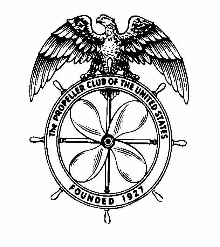 The PROPELLER CLUB OF THE UNITED STATES
FOUNDED 1927